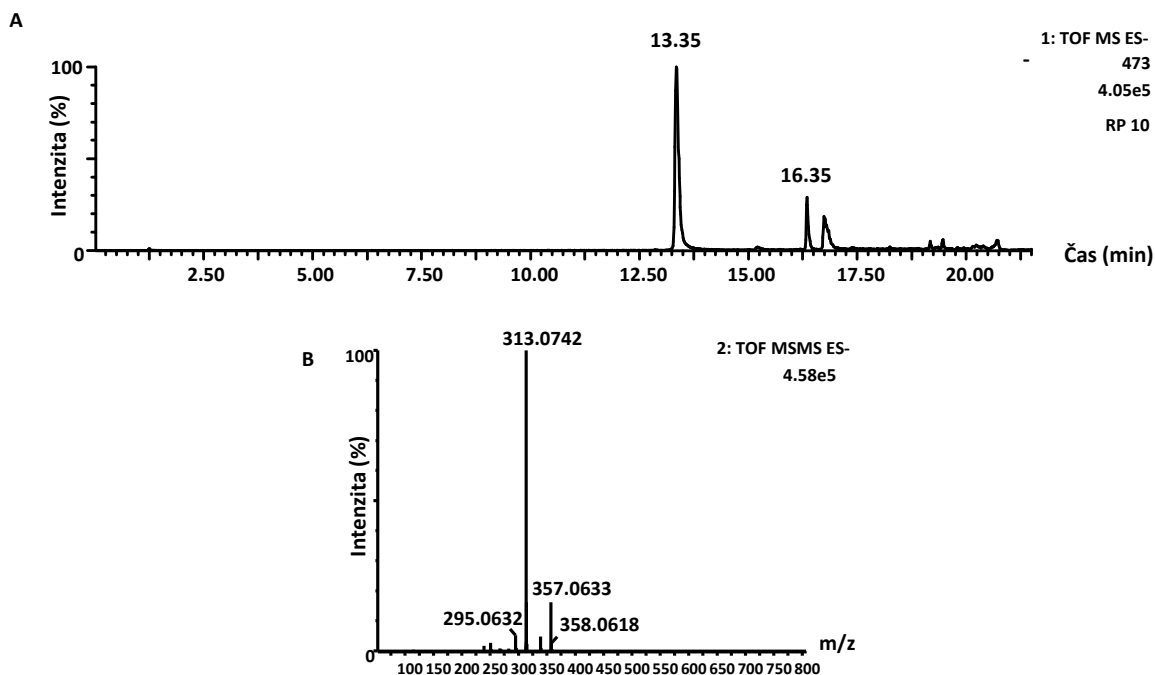 A
13.35
1: TOF MS ES-
-
473
4.05e5
RP 10
100
16.35
Intenzita (%)
0
2.50 5.00 7.50 10.00 12.50 15.00 17.50 20.00
Čas (min)
B
313.0742
2: TOF MSMS ES-
4.58e5
100
Intenzita (%)
357.0633
295.0632
358.0618
0
m/z
100 150 200 250 300 350 400 450 500 550 600 650 700 750 800